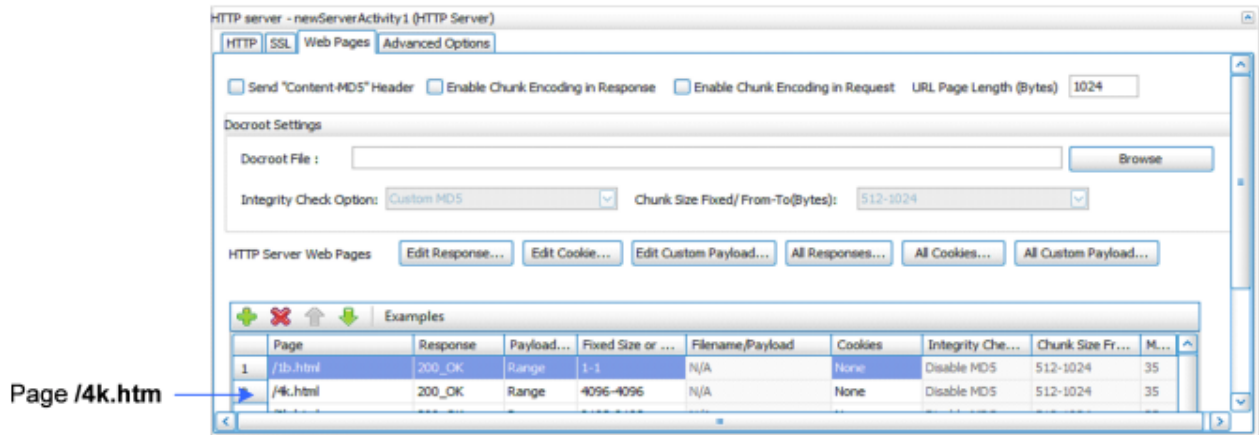 HTTP server - newServerActivity1 (HTTP Server)
HTTP SSL Web Pages Advanced Options
Send "Content-MD5" Header Enable Chunk Encoding in Response Enable Chunk Encoding in Request URL Page Length (Bytes) 1024
Docroot Settings
Docroot File : Browse
Integrity Check Option: Custom MD5 Chunk Size Fixed/ From-To(Bytes): 512-1024
HTTP Server Web Pages Edit Response... Edit Cookie... Edit Custom Payload... All Responses... All Cookies... All Custom Payload...
Examples
Page Response Payload... Fixed Size or ... Filename/Payload Cookies Integrity Che... Chunk Size Fr... M...
1 /1b.html 200_OK Range 1-1 N/A None Disable MD5 512-1024 35
Page /4k.htm /4k.html 200_OK Range 4096-4096 N/A None Disable MD5 512-1024 35